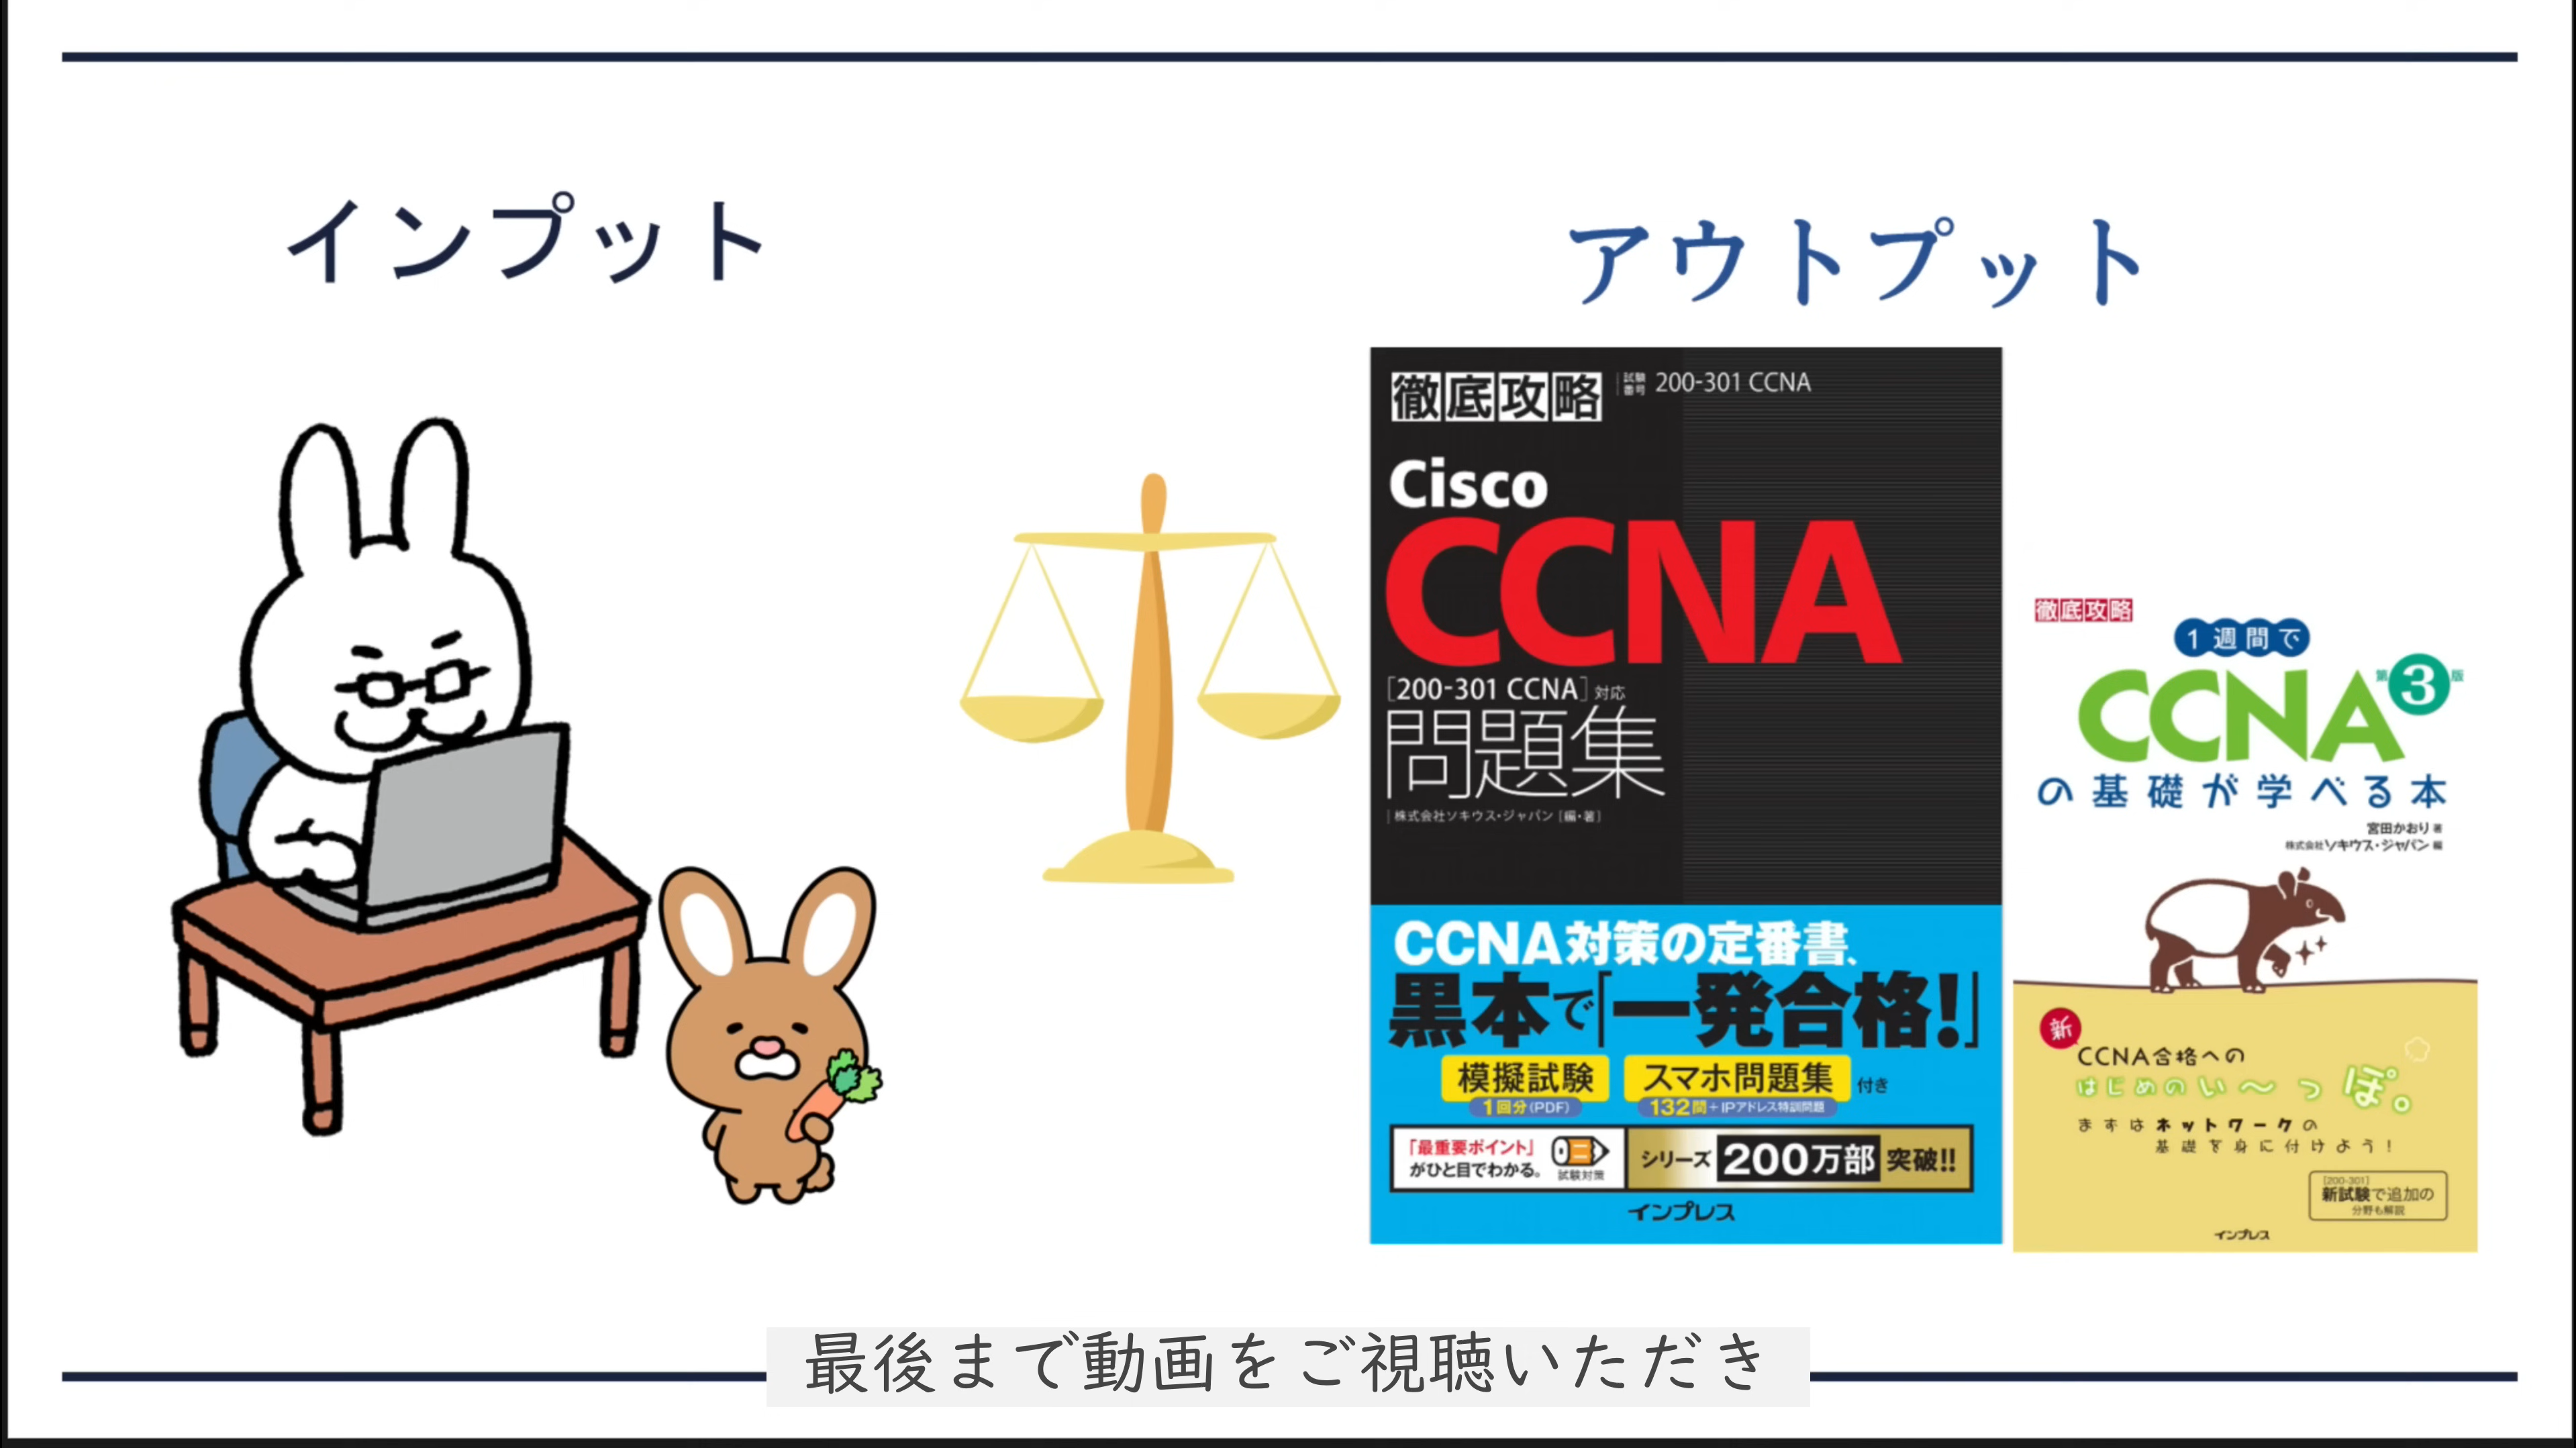 インプット
アウトプット
徹底攻略
試験番号 200-301 CCNA
Cisco
CCNA
[200-301 CCNA] 対応
問題集
株式会社ソキウス・ジャパン [編・著]
CCNA対策の定番書、
黒本で「一発合格!」
模擬試験 スマホ問題集 付き
1回分(PDF) 132問+IPアドレス特訓問題
「最重要ポイント」
がひと目でわかる。
試験対策
シリーズ 200万部 突破!!
インプレス
徹底攻略
1週間で
CCNA 第3版
の基礎が学べる本
宮田かおり 著
株式会社ソキウス・ジャパン 編
新
CCNA合格への
はじめのい〜っぽ。
まずはネットワークの
基礎を身に付けよう!
[200-301]
新試験で追加の
分野も解説
インプレス
最後まで動画をご視聴いただき